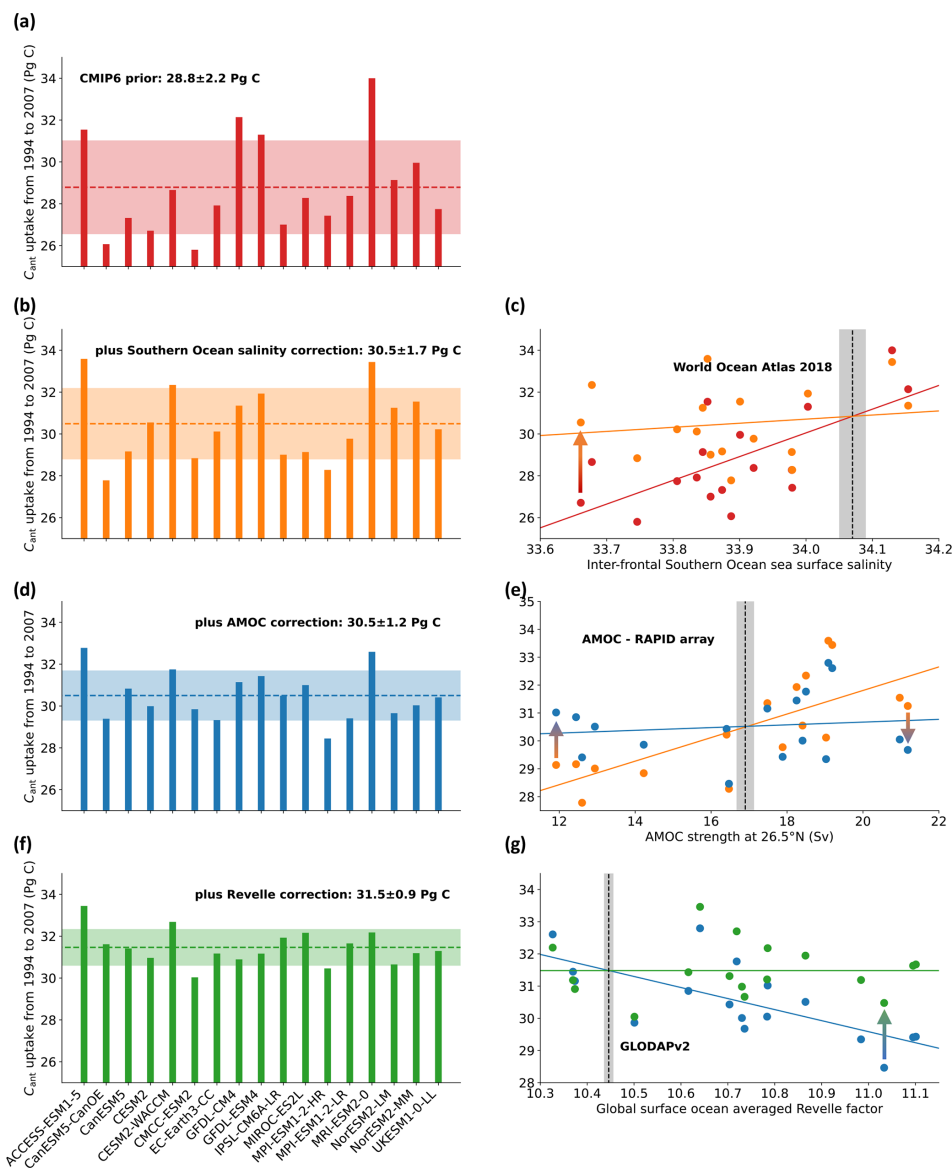 (a)
CMIP6 prior: 28.8±2.2 Pg C
Cant uptake from 1994 to 2007 (Pg C)
34
32
30
28
26
(b)
plus Southern Ocean salinity correction: 30.5±1.7 Pg C
Cant uptake from 1994 to 2007 (Pg C)
34
32
30
28
26
(c)
World Ocean Atlas 2018
34
32
30
28
26
33.6 33.7 33.8 33.9 34.0 34.1 34.2
Inter-frontal Southern Ocean sea surface salinity
(d)
plus AMOC correction: 30.5±1.2 Pg C
Cant uptake from 1994 to 2007
34
32
30
28
26
(e)
AMOC - RAPID array
35
34
33
32
31
30
29
28
12 14 16 18 20 22
AMOC strength at 26.5°N (Sv)
(f)
plus Revelle correction: 31.5±0.9 Pg C
Cant uptake from 1994 to 2007 (Pg C)
34
32
30
28
26
ACCESS-ESM1-5
CanESM5-CanOE
CanESM5
CESM2
CESM2-WACCM
CMCC-ESM2
EC-Earth3-CC
GFDL-CM4
GFDL-ESM4
IPSL-CM6A-LR
MIROC-ES2L
MPI-ESM1-2-HR
MPI-ESM1-2-LR
MRI-ESM2-0
NorESM2-LM
NorESM2-MM
UKESM1-0-LL
(g)
GLODAPv2
34
33
32
31
30
29
28
10.3 10.4 10.5 10.6 10.7 10.8 10.9 11.0 11.1
Global surface ocean averaged Revelle factor